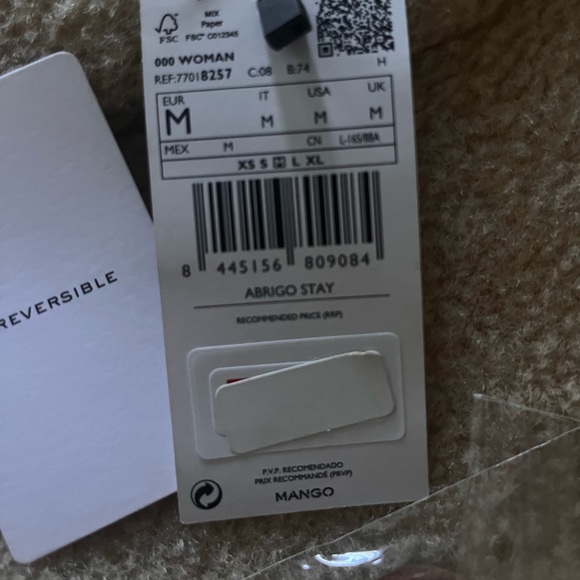 MIX
Paper
FSC
FSC® C012345
000 WOMAN
REF:77018257 C:08 B:74 H
EUR IT USA UK
M M M M
MEX M CN L-165/88A
XS S M L XL
8 445156 809084
ABRIGO STAY
RECOMMENDED PRICE (RRP)
P.V.P. RECOMENDADO
PRIX RECOMMANDÉ (PRVP)
MANGO
REVERSIBLE